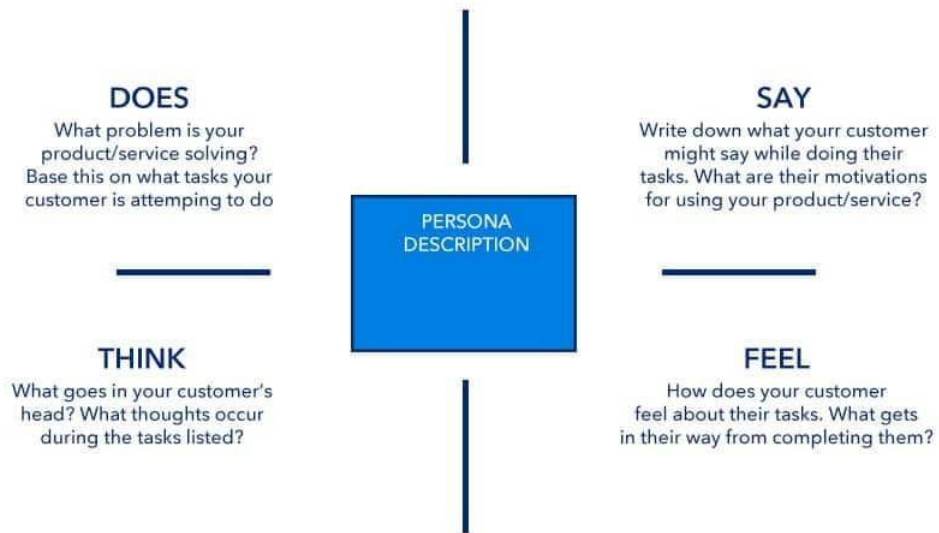 DOES
What problem is your
product/service solving?
Base this on what tasks your
customer is attemping to do
SAY
Write down what yourr customer
might say while doing their
tasks. What are their motivations
for using your product/service?
PERSONA
DESCRIPTION
THINK
What goes in your customer's
head? What thoughts occur
during the tasks listed?
FEEL
How does your customer
feel about their tasks. What gets
in their way from completing them?